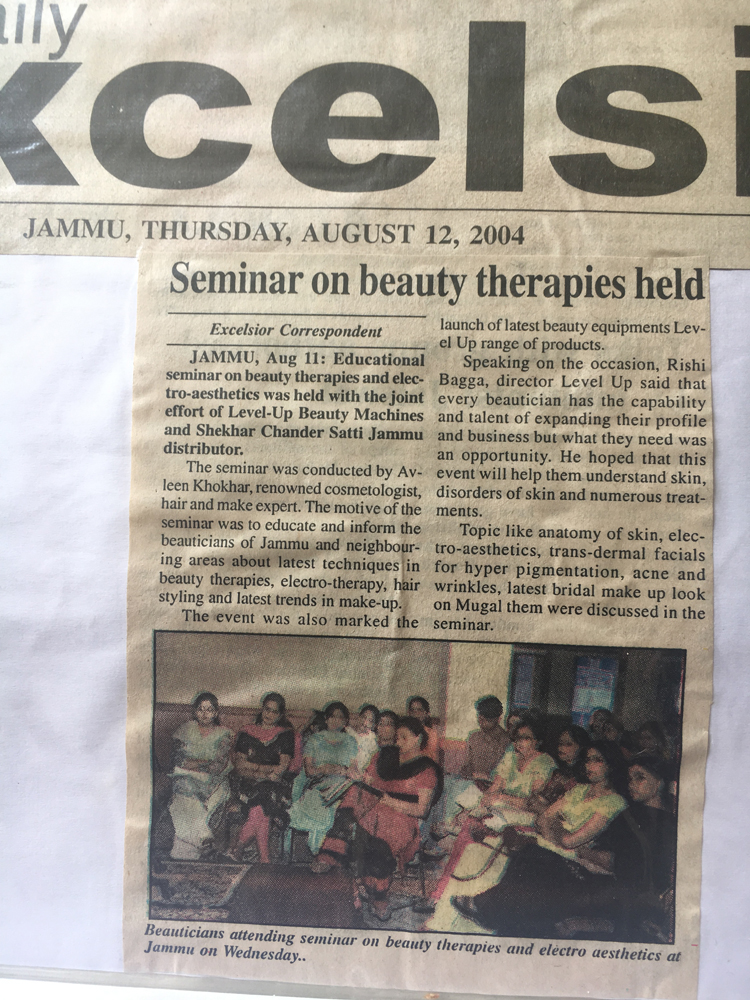 aily
xcelsi
JAMMU, THURSDAY, AUGUST 12, 2004
Seminar on beauty therapies held
Excelsior Correspondent
JAMMU, Aug 11: Educational
seminar on beauty therapies and elec-
tro-aesthetics was held with the joint
effort of Level-Up Beauty Machines
and Shekhar Chander Satti Jammu
distributor.
The seminar was conducted by Av-
leen Khokhar, renowned cosmetologist,
hair and make expert. The motive of the
seminar was to educate and inform the
beauticians of Jammu and neighbour-
ing areas about latest techniques in
beauty therapies, electro-therapy, hair
styling and latest trends in make-up.
The event was also marked the
launch of latest beauty equipments Lev-
el Up range of products.
Speaking on the occasion, Rishi
Bagga, director Level Up said that
every beautician has the capability
and talent of expanding their profile
and business but what they need was
an opportunity. He hoped that this
event will help them understand skin,
disorders of skin and numerous treat-
ments.
Topic like anatomy of skin, elec-
tro-aesthetics, trans-dermal facials
for hyper pigmentation, acne and
wrinkles, latest bridal make up look
on Mugal them were discussed in the
seminar.
Beauticians attending seminar on beauty therapies and electro aesthetics at
Jammu on Wednesday..